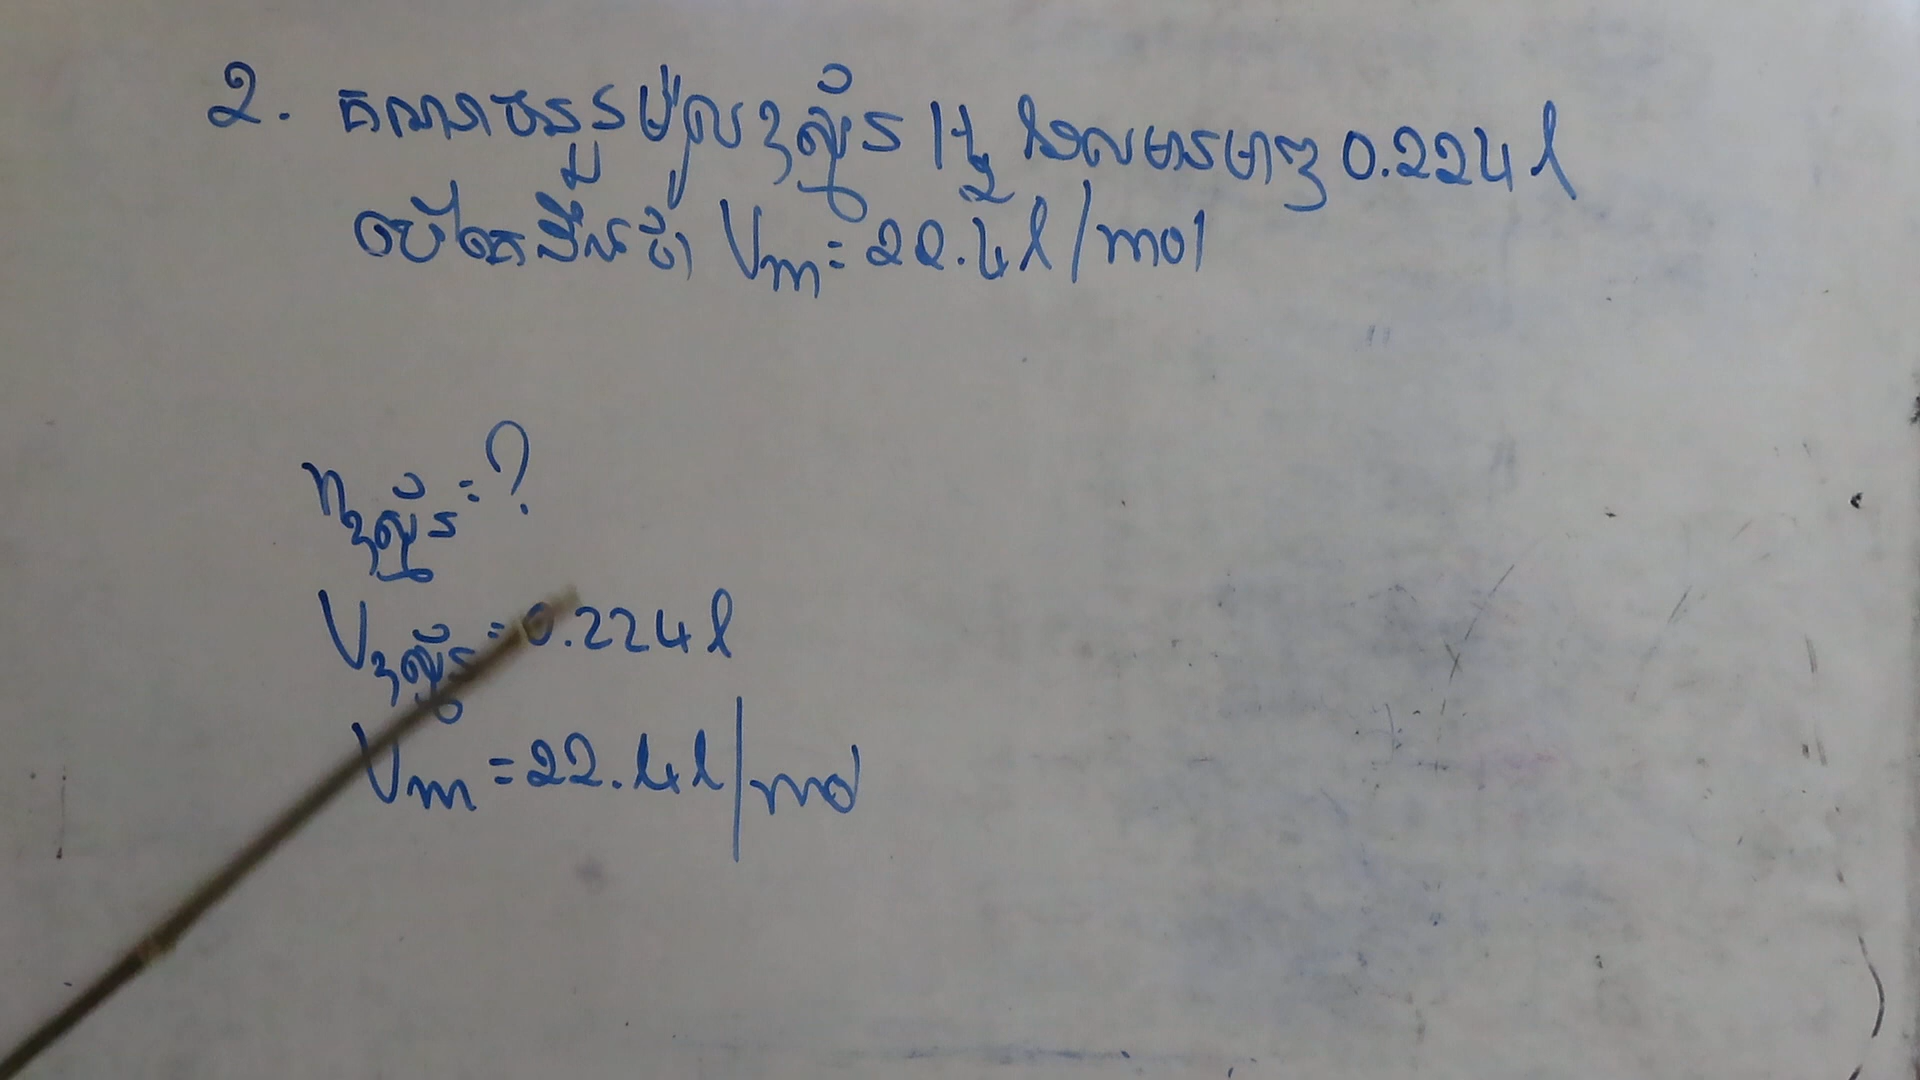 2. គណនាចំនួនម៉ូលឧស្ម័ន មួយ ដែលមានមាឌ 0.224 l
បើគេដឹងថា Vm = 22.4 l/mol
nឧស្ម័ន = ?
Vឧស្ម័ន = 0.224 l
Vm = 22.4 l/mol